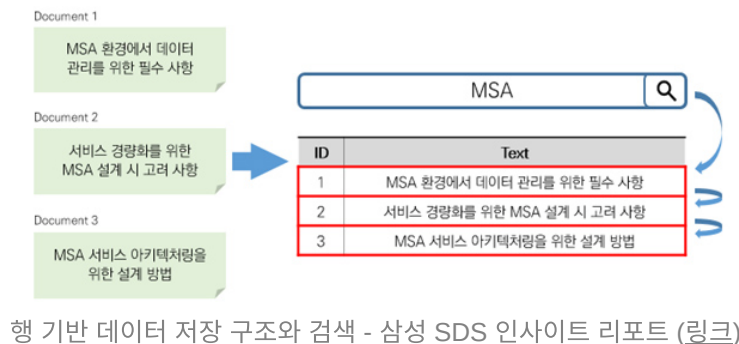 Document 1
MSA 환경에서 데이터
관리를 위한 필수 사항
Document 2
서비스 경량화를 위한
MSA 설계 시 고려 사항
Document 3
MSA 서비스 아키텍처링을
위한 설계 방법
MSA
ID Text
1 MSA 환경에서 데이터 관리를 위한 필수 사항
2 서비스 경량화를 위한 MSA 설계 시 고려 사항
3 MSA 서비스 아키텍처링을 위한 설계 방법
행 기반 데이터 저장 구조와 검색 - 삼성 SDS 인사이트 리포트 (링크)